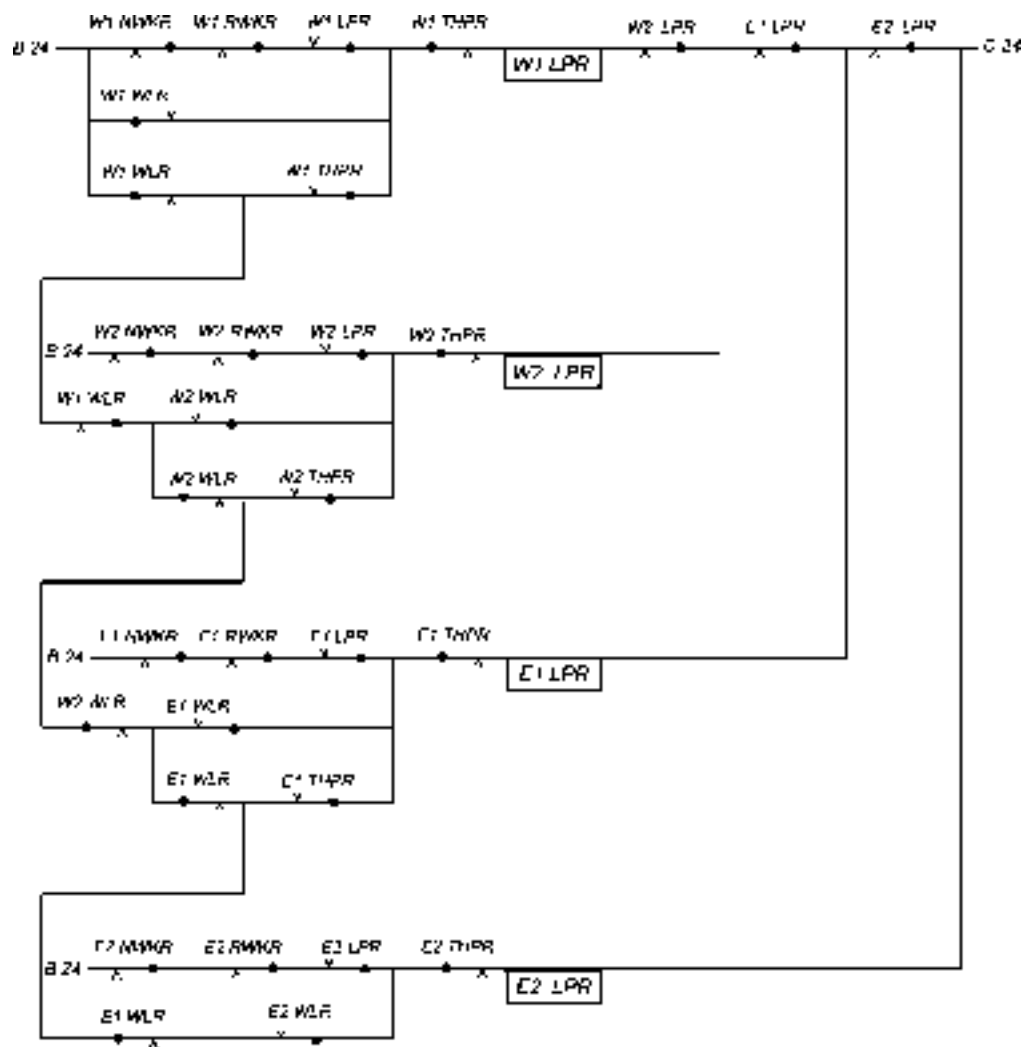 W1 NWKR W1 RWKR W1 LPR W1 THPR W2 LPR E1 LPR E2 LPR
B 24 W1 LPR C 24
W1 WLR
W1 WLR W1 THPR
W2 NWKR W2 RWKR W2 LPR W2 THPR
B 24 W2 LPR
W1 WLR W2 WLR
W2 WLR W2 THPR
E1 NWKR E1 RWKR E1 LPR E1 THPR
B 24 E1 LPR
W2 WLR E1 WLR
E1 WLR E1 THPR
E2 NWKR E2 RWKR E2 LPR E2 THPR
B 24 E2 LPR
E1 WLR E2 WLR